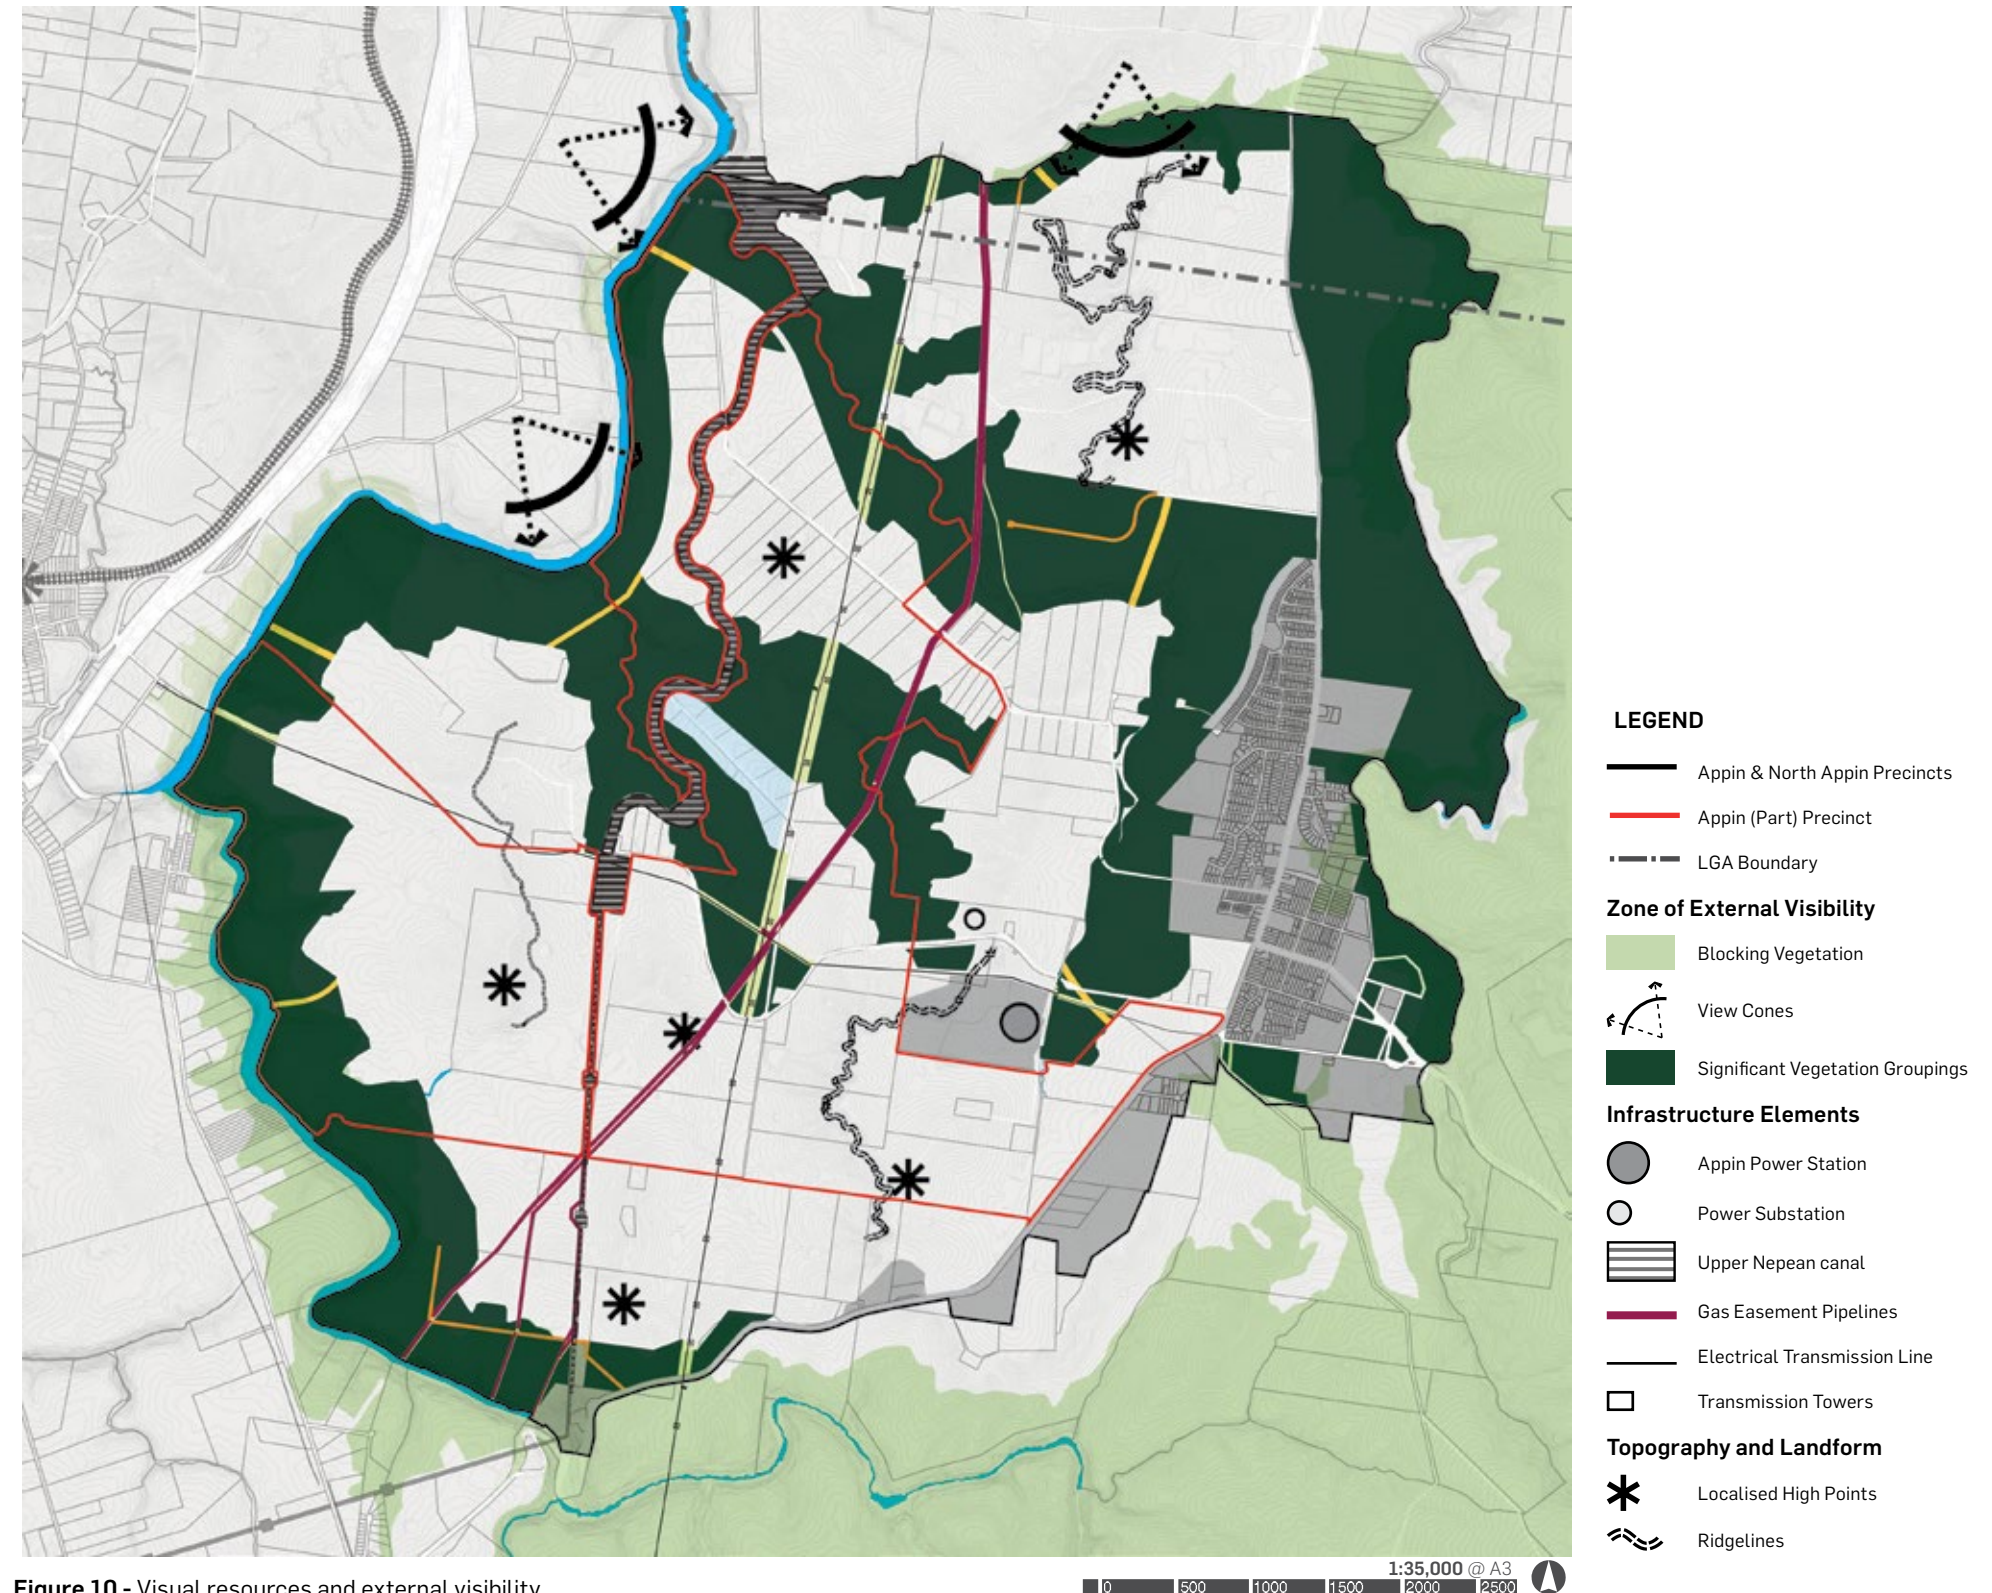 LEGEND
Appin & North Appin Precincts
Appin (Part) Precinct
LGA Boundary
Zone of External Visibility
Blocking Vegetation
View Cones
Significant Vegetation Groupings
Infrastructure Elements
Appin Power Station
Power Substation
Upper Nepean canal
Gas Easement Pipelines
Electrical Transmission Line
Transmission Towers
Topography and Landform
Localised High Points
Ridgelines
1:35,000 @ A3
0 500 1000 1500 2000 2500
Figure 10 - Visual resources and external visibility